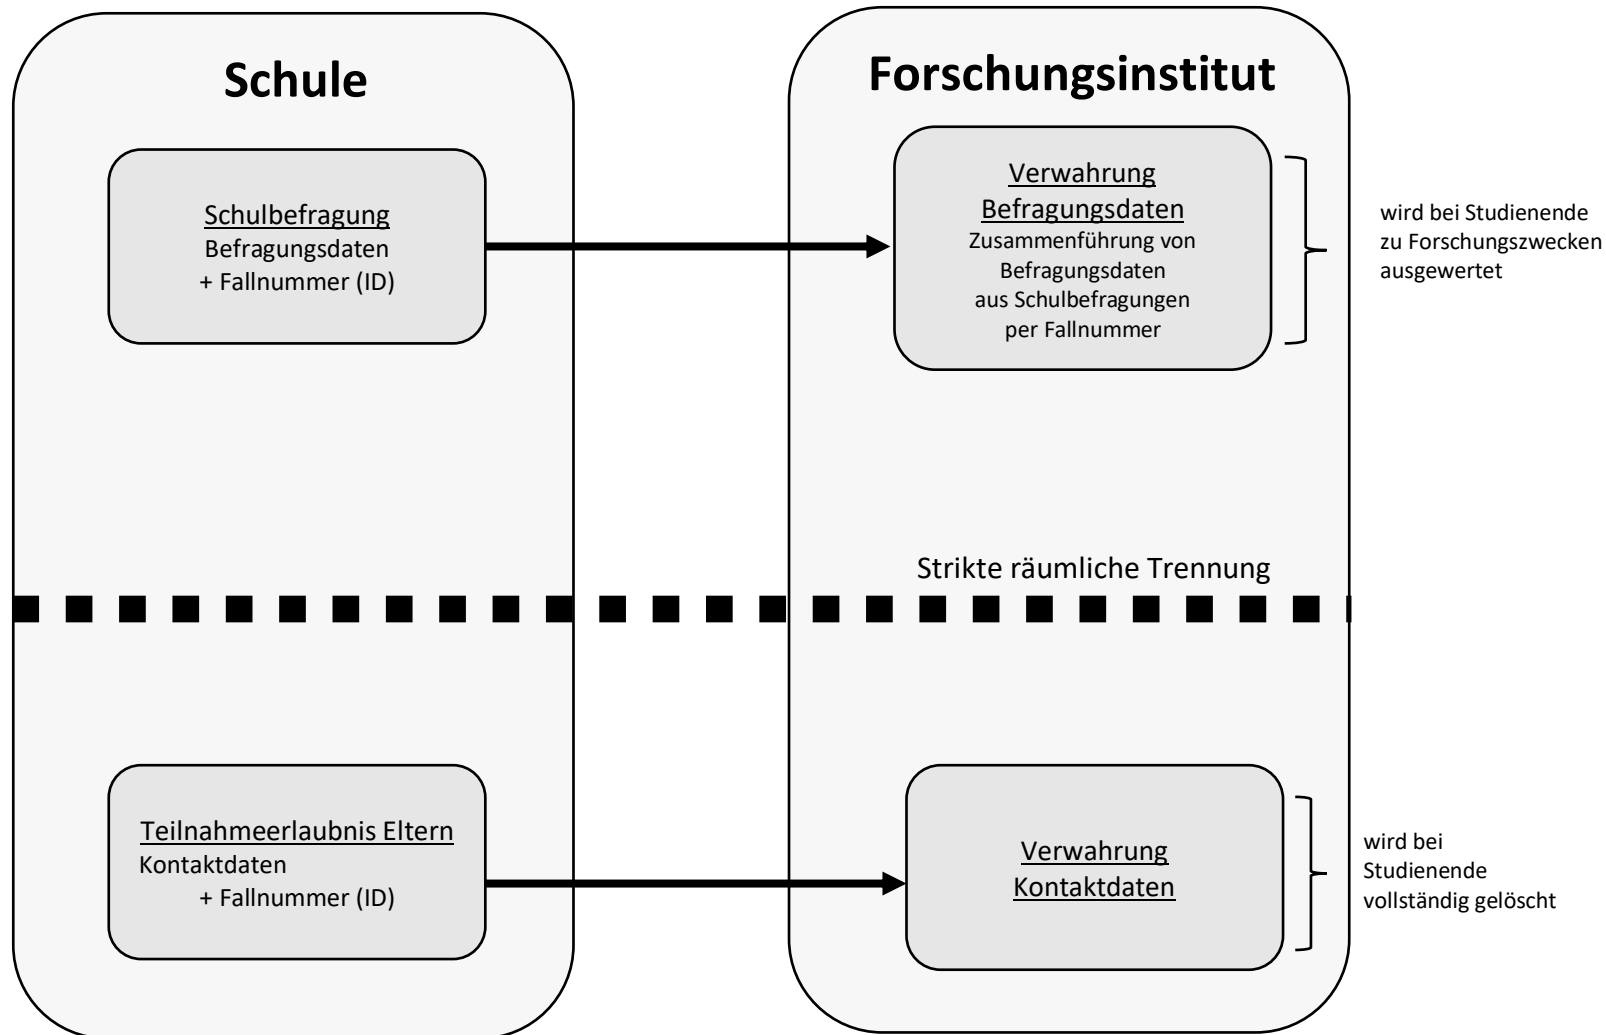 Schule
Schulbefragung
Befragungsdaten
+ Fallnummer (ID)
Forschungsinstitut
Verwahrung
Befragungsdaten
Zusammenführung von
Befragungsdaten
aus Schulbefragungen
per Fallnummer
wird bei Studienende
zu Forschungszwecken
ausgewertet
Strikte räumliche Trennung
Teilnahmeerlaubnis Eltern
Kontaktdaten
+ Fallnummer (ID)
Verwahrung
Kontaktdaten
wird bei
Studienende
vollständig gelöscht